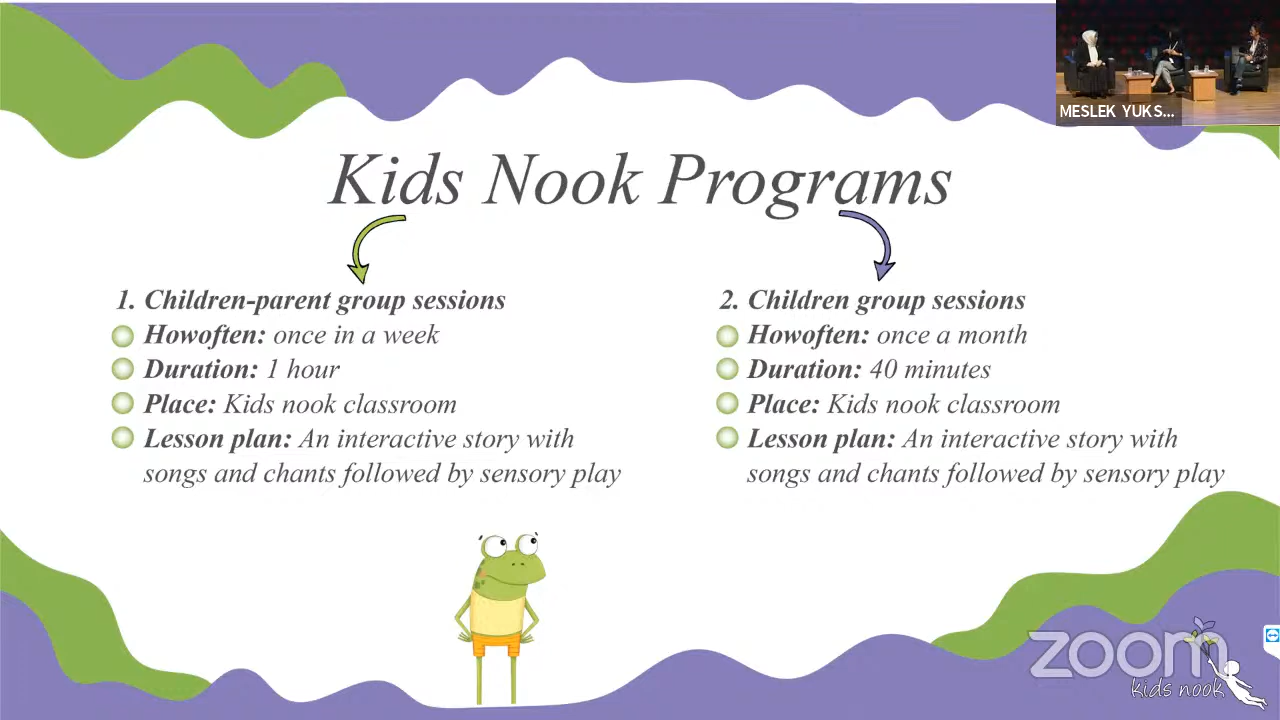 MESLEK YUKS...
Kids Nook Programs
1. Children-parent group sessions
Howoften: once in a week
Duration: 1 hour
Place: Kids nook classroom
Lesson plan: An interactive story with
songs and chants followed by sensory play
2. Children group sessions
Howoften: once a month
Duration: 40 minutes
Place: Kids nook classroom
Lesson plan: An interactive story with
songs and chants followed by sensory play
zoom
kids nook